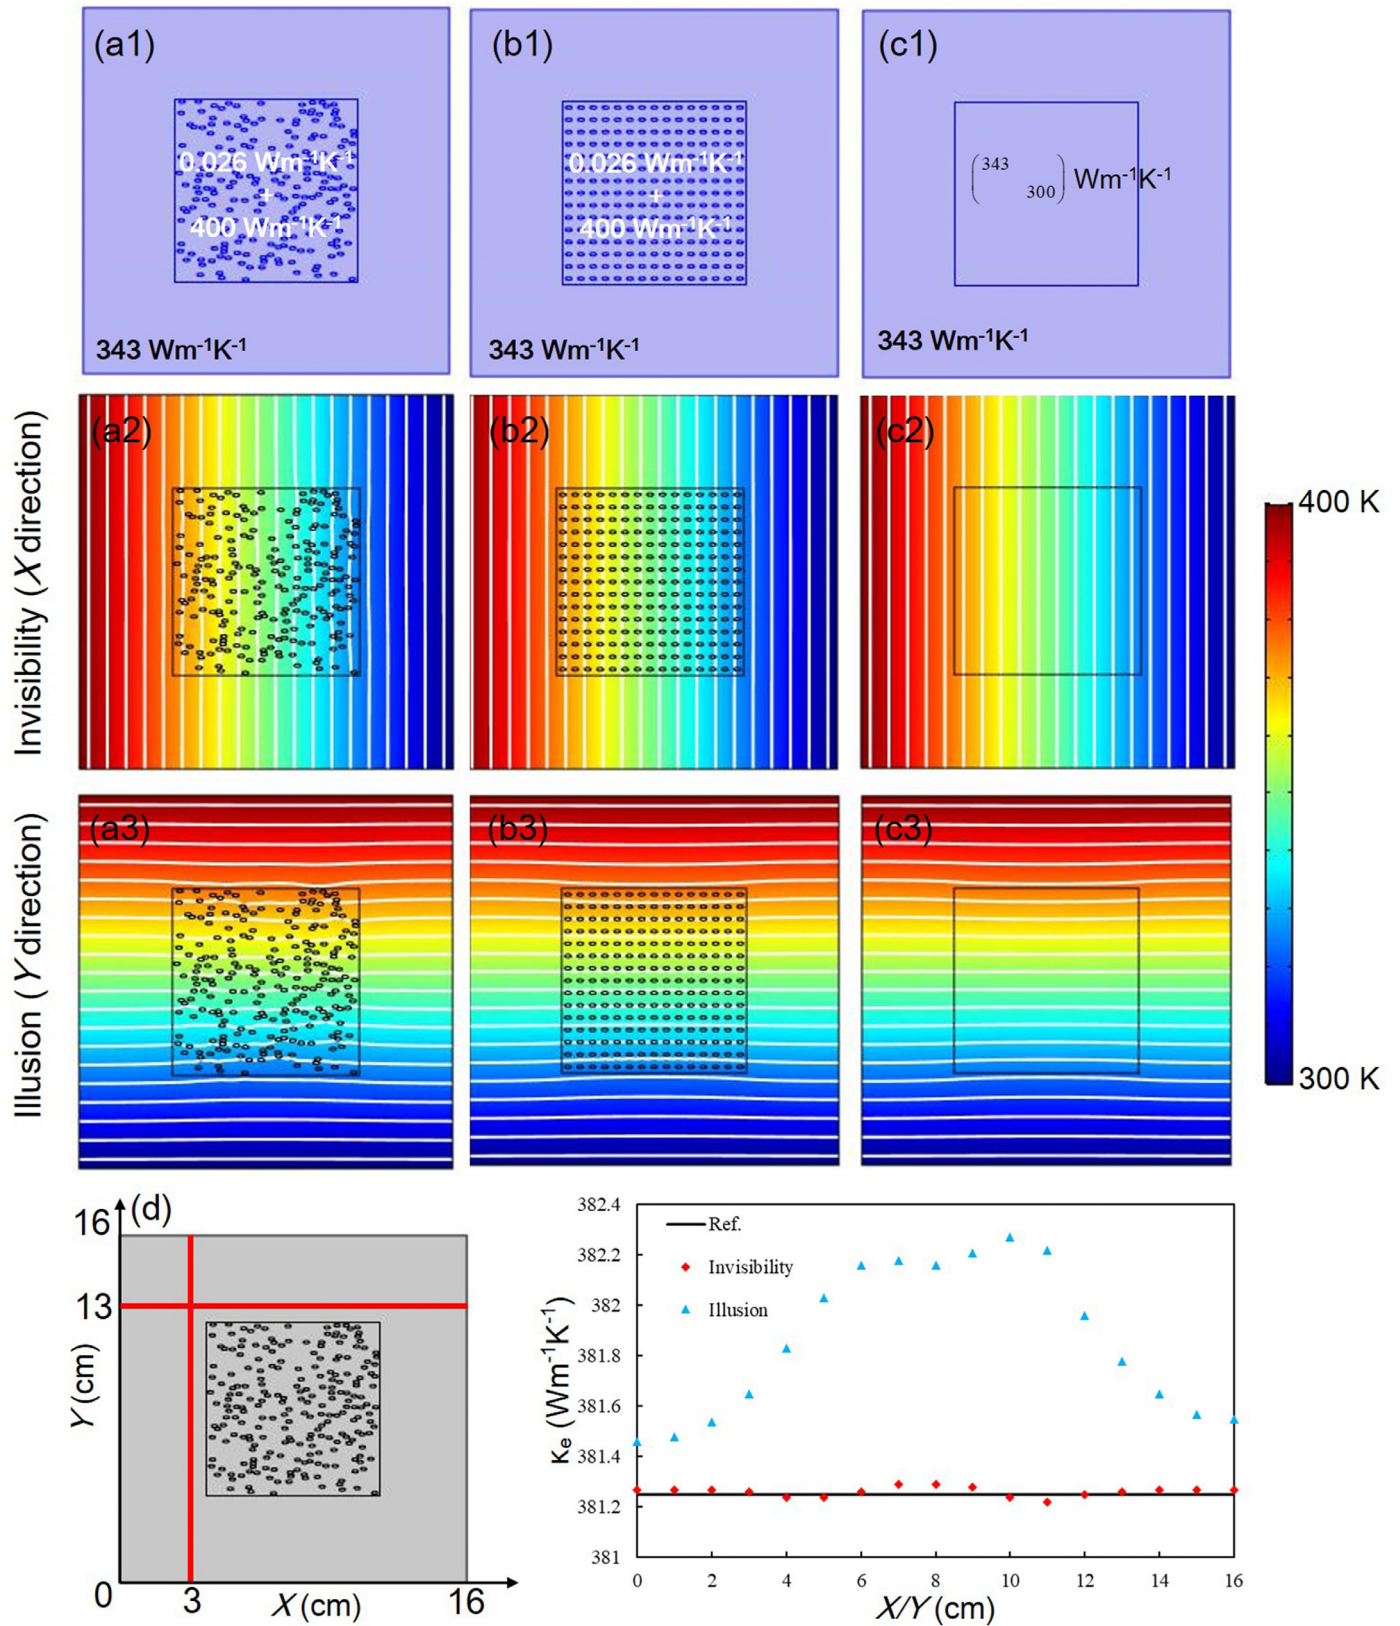 (a1)
(b1)
(c1)
0.026 Wm⁻¹K⁻¹
+
400 Wm⁻¹K⁻¹
0.026 Wm⁻¹K⁻¹
+
400 Wm⁻¹K⁻¹
343
300
Wm⁻¹K⁻¹
343 Wm⁻¹K⁻¹
343 Wm⁻¹K⁻¹
343 Wm⁻¹K⁻¹
Invisibility (X direction)
(a2)
(b2)
(c2)
400 K
Illusion (Y direction)
(a3)
(b3)
(c3)
300 K
(d)
16
13
Y (cm)
0
3
X (cm)
16
382.4
382.2
382
381.8
381.6
381.4
381.2
381
κe (Wm⁻¹K⁻¹)
Ref.
Invisibility
Illusion
0 2 4 6 8 10 12 14 16
X/Y (cm)